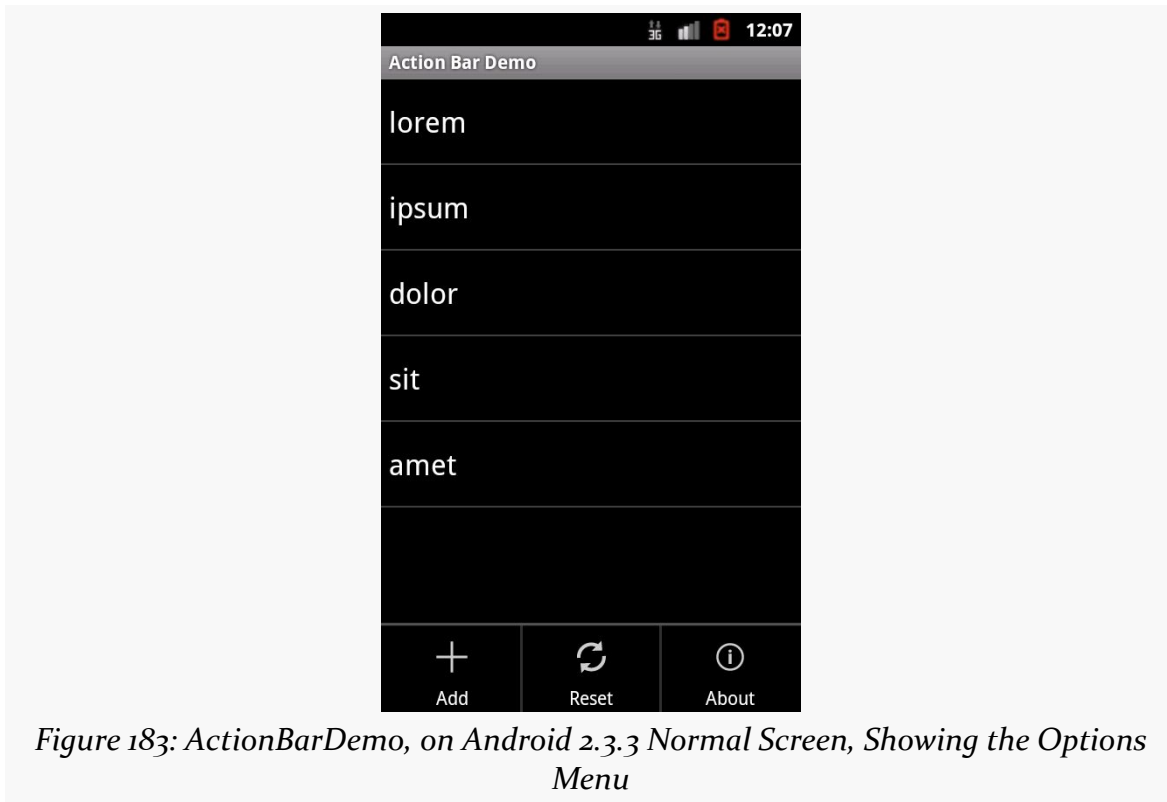 3G 12:07
Action Bar Demo
lorem
ipsum
dolor
sit
amet
Add Reset About
Figure 183: ActionBarDemo, on Android 2.3.3 Normal Screen, Showing the Options
Menu